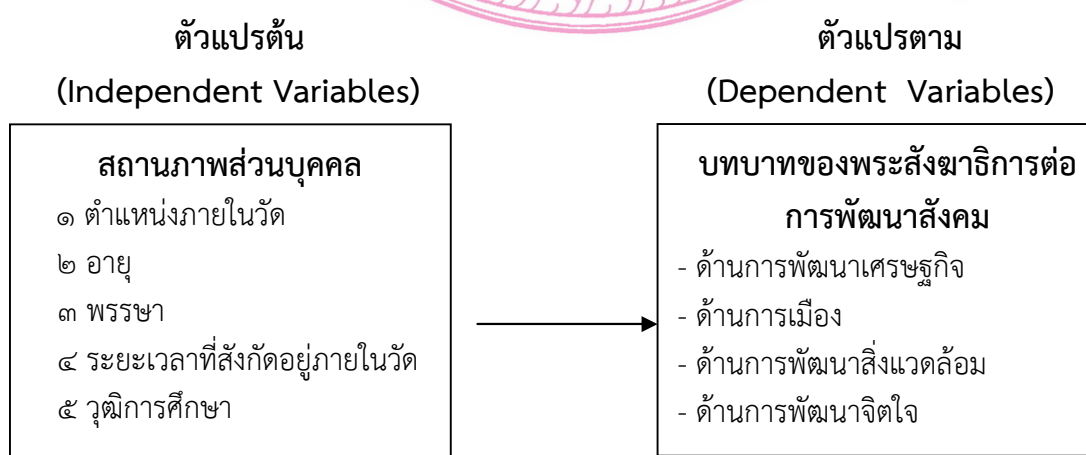 ตัวแปรต้น
(Independent Variables)
สถานภาพส่วนบุคคล
๑ ตำแหน่งภายในวัด
๒ อายุ
๓ พรรษา
๔ ระยะเวลาที่สังกัดอยู่ภายในวัด
๕ วุฒิการศึกษา
ตัวแปรตาม
(Dependent Variables)
บทบาทของพระสังฆาธิการต่อ
การพัฒนาสังคม
- ด้านการพัฒนาเศรษฐกิจ
- ด้านการเมือง
- ด้านการพัฒนาสิ่งแวดล้อม
- ด้านการพัฒนาจิตใจ